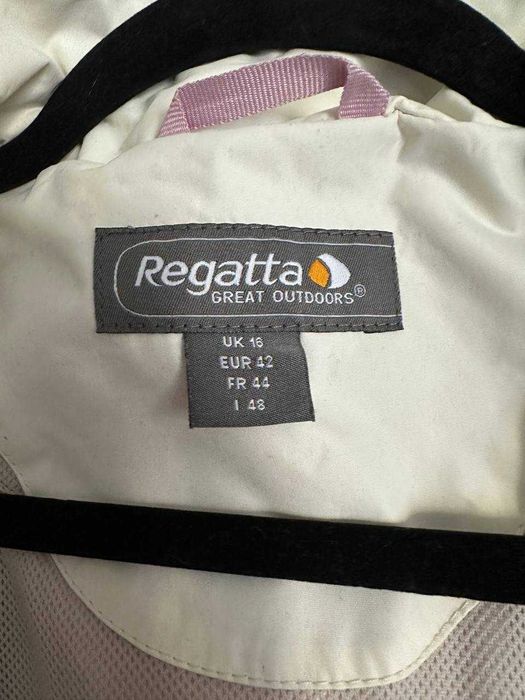 Regatta
GREAT OUTDOORS®
UK 16
EUR 42
FR 44
I 48